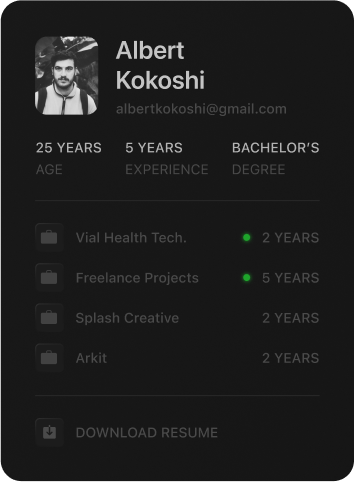 Albert
Kokoshi
albertkokoshi@gmail.com
25 YEARS 5 YEARS BACHELOR’S
AGE EXPERIENCE DEGREE
Vial Health Tech. 2 YEARS
Freelance Projects 5 YEARS
Splash Creative 2 YEARS
Arkit 2 YEARS
DOWNLOAD RESUME